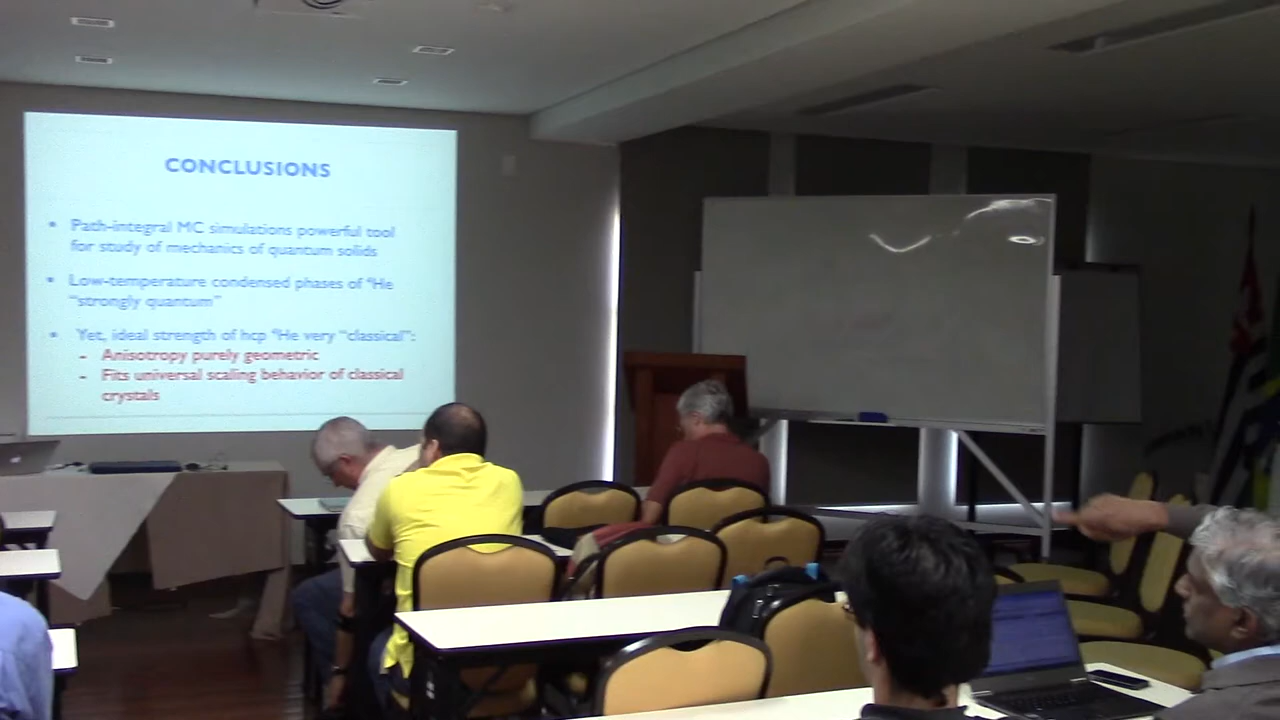 CONCLUSIONS
• Path-integral MC simulations powerful tool
for study of mechanics of quantum solids
• Low-temperature condensed phases of ⁴He
"strongly quantum"
• Yet, ideal strength of hcp ⁴He very "classical":
- Anisotropy purely geometric
- Fits universal scaling behavior of classical
crystals